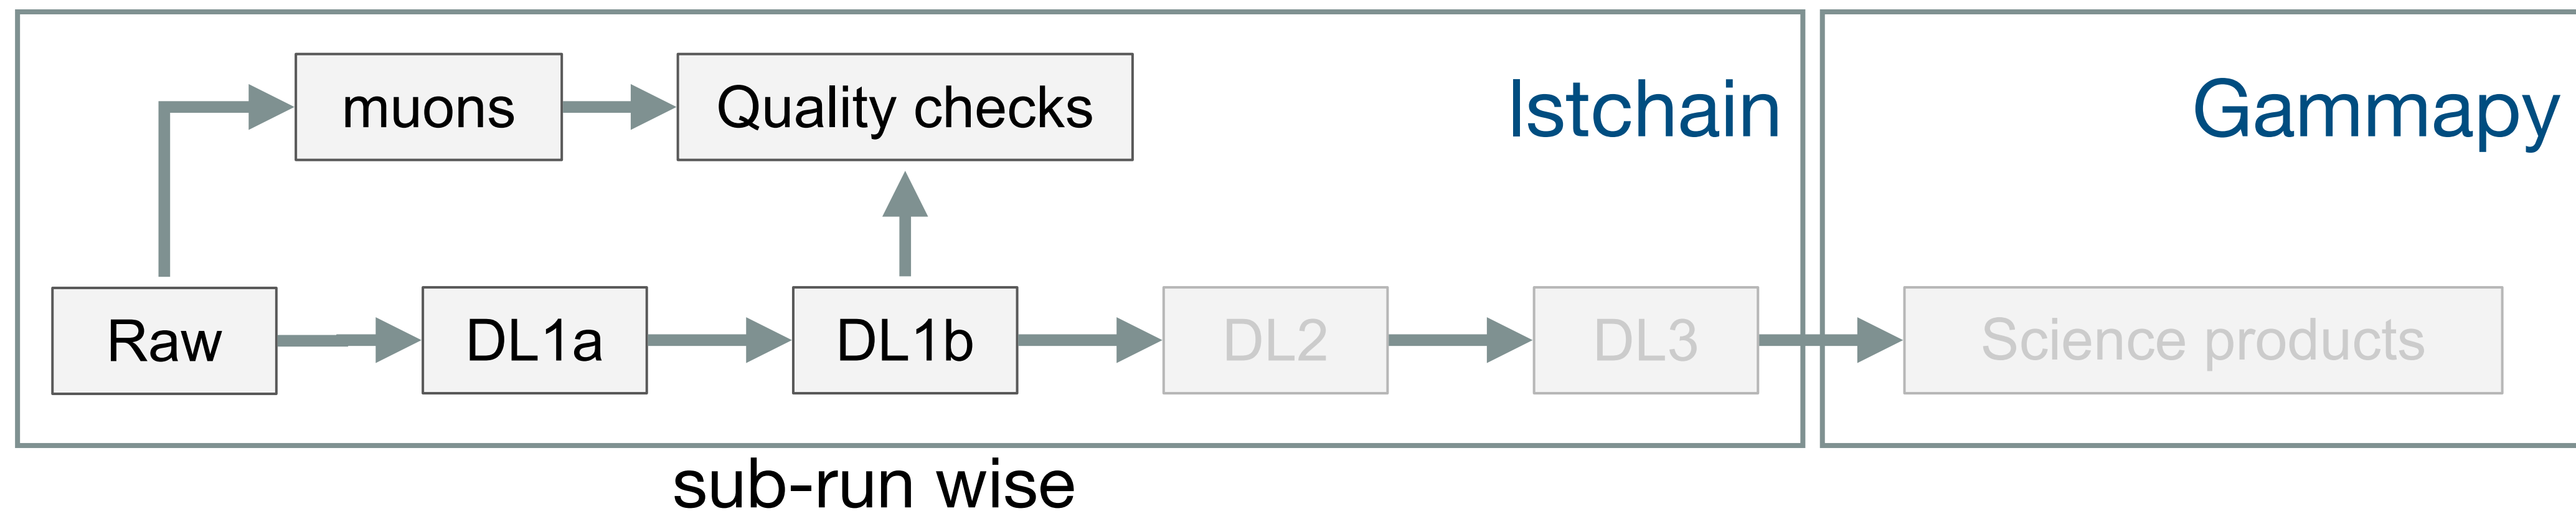 muons
Quality checks
lstchain
Gammapy
Raw
DL1a
DL1b
DL2
DL3
Science products
sub-run wise